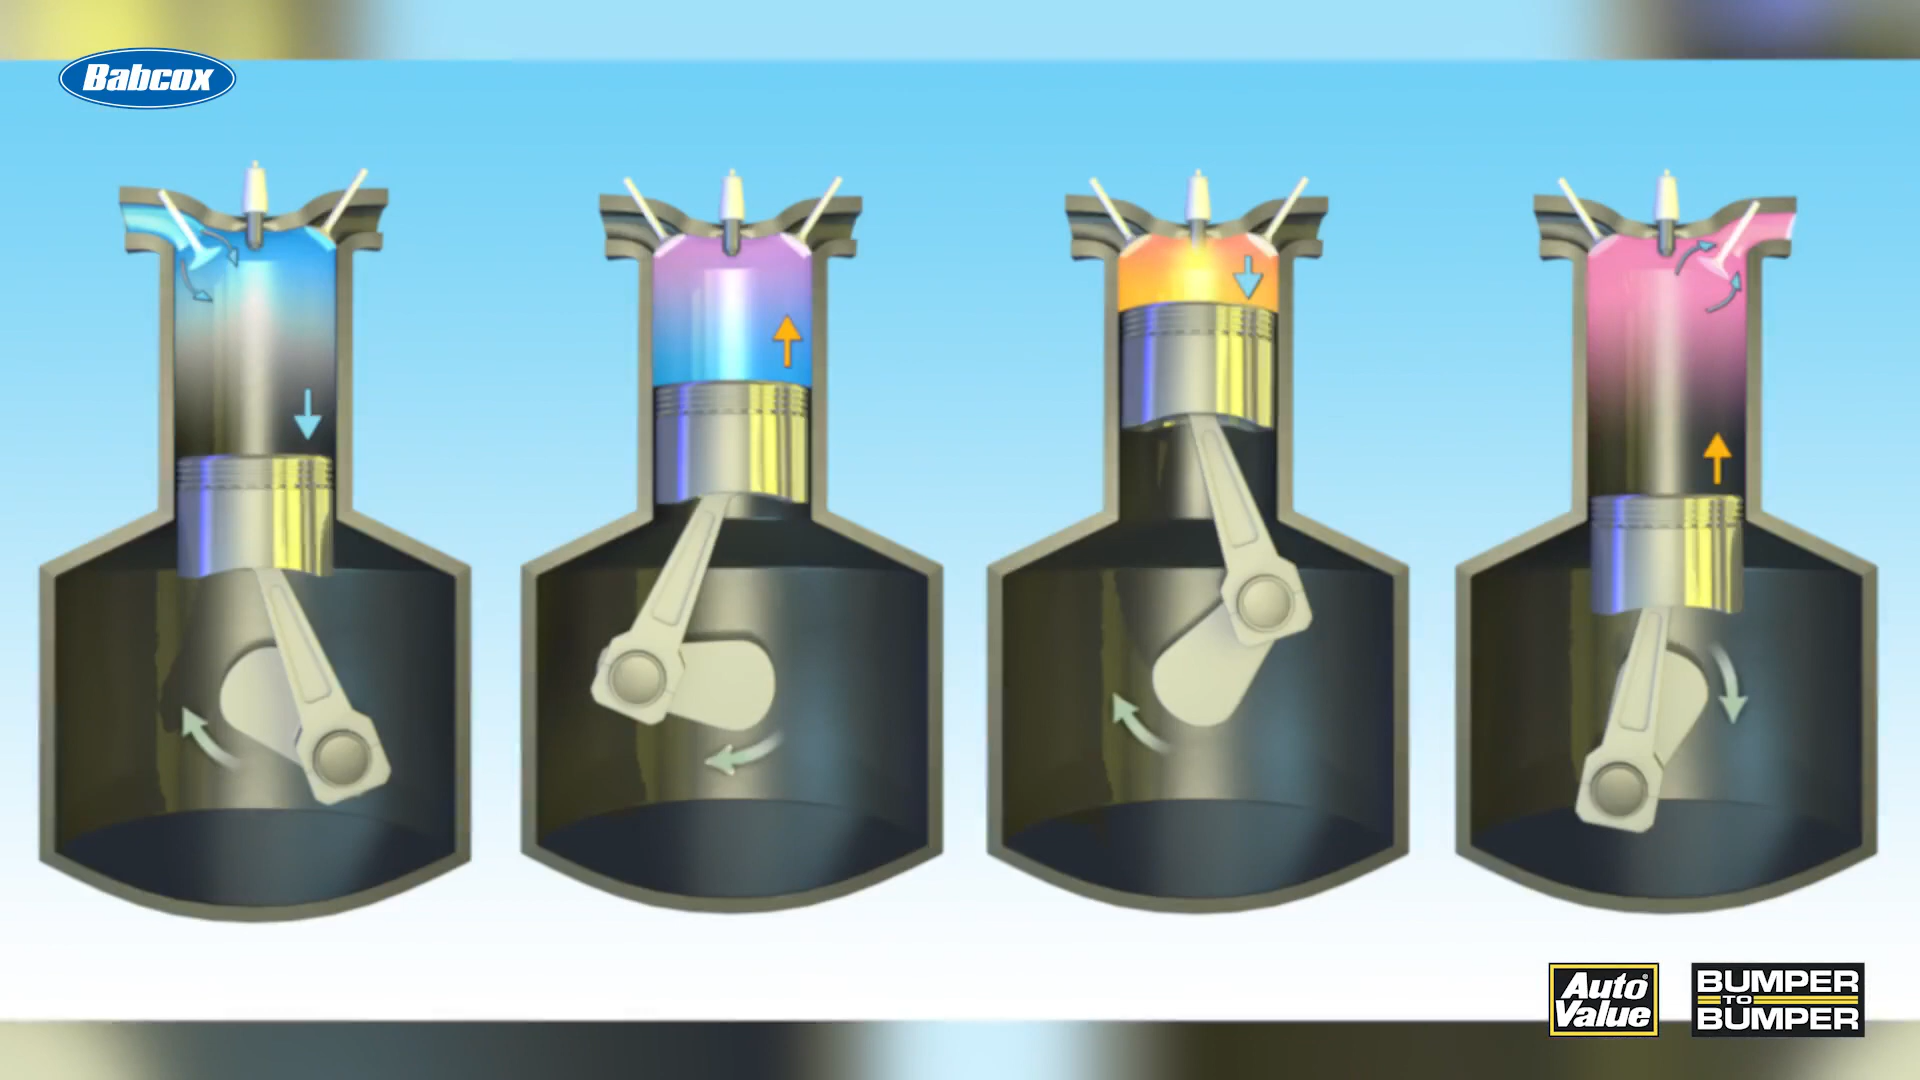 Babcox
Auto
Value
BUMPER
TO
BUMPER